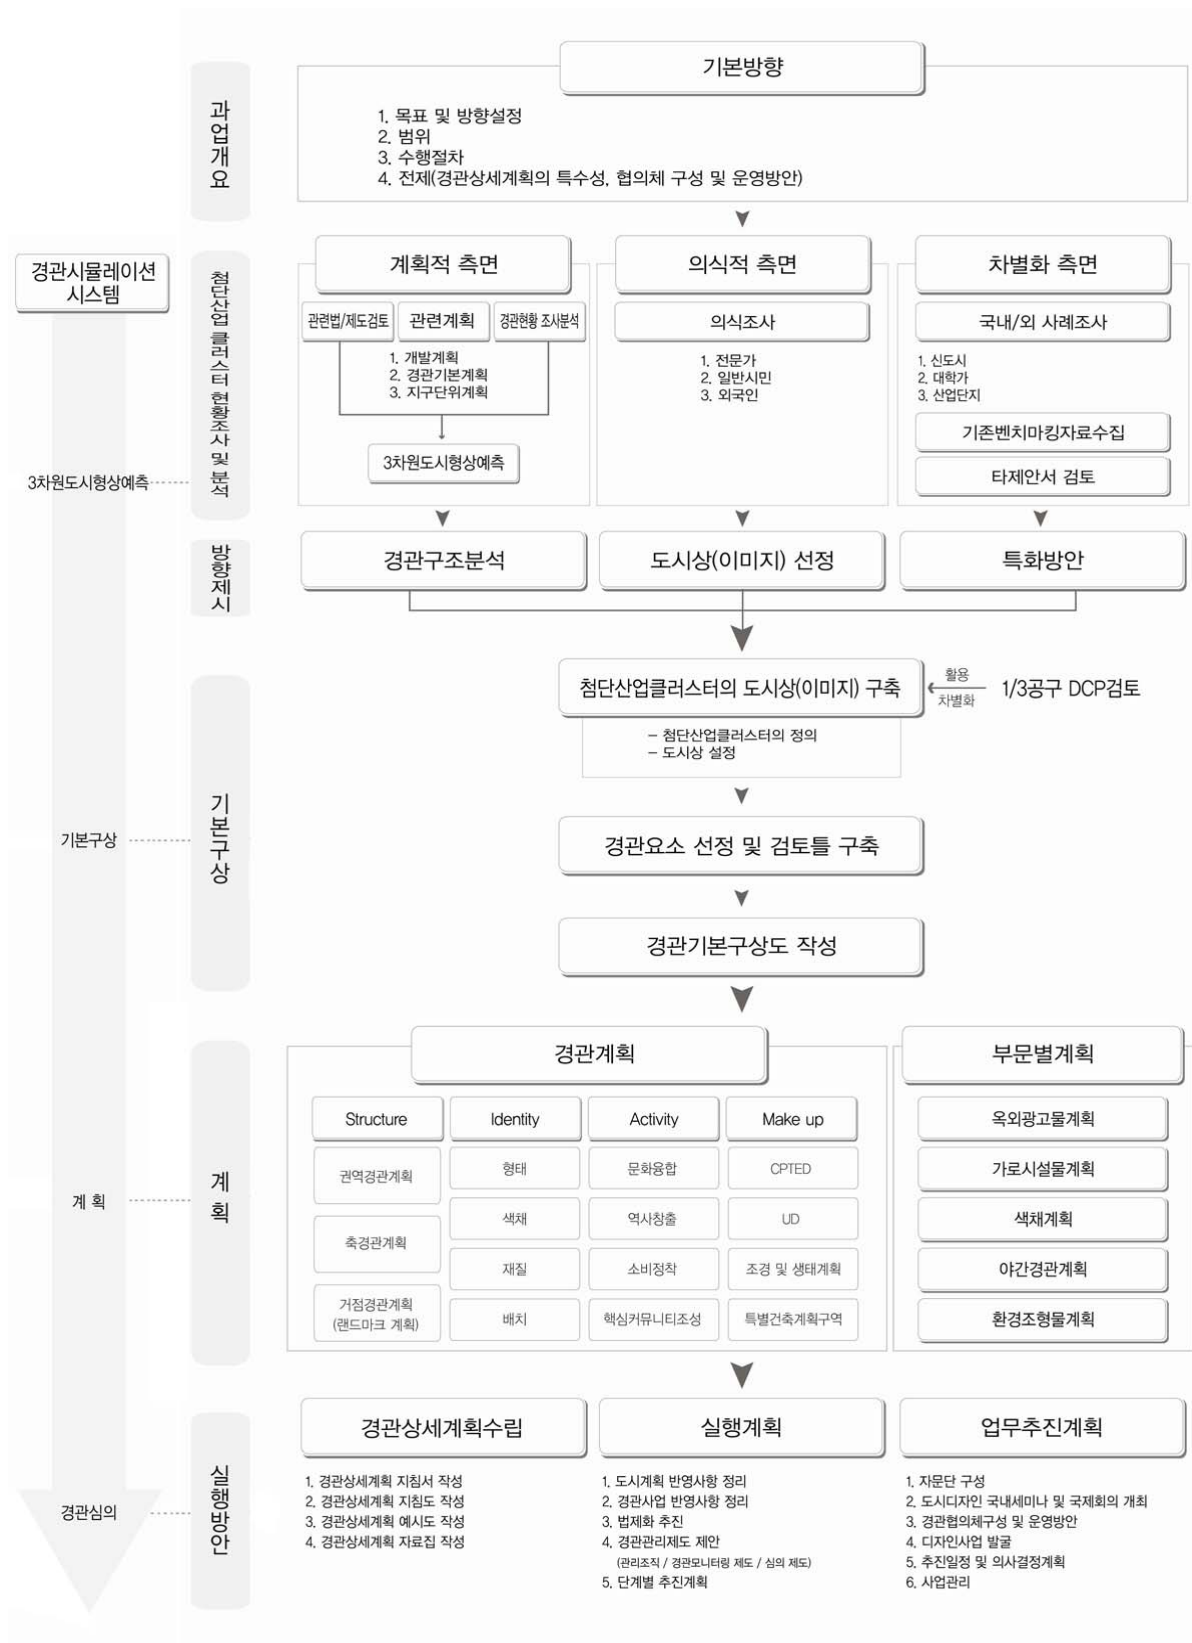 기본방향
과업개요
1. 목표 및 방향설정
2. 범위
3. 수행절차
4. 전제(경관상세계획의 특수성, 협의체 구성 및 운영방안)
경관시뮬레이션
시스템
첨단산업 클러스터 현황조사 및 분석
계획적 측면
의식적 측면
차별화 측면
관련법/제도검토
관련계획
경관현황 조사분석
의식조사
국내/외 사례조사
1. 개발계획
2. 경관기본계획
3. 지구단위계획
1. 전문가
2. 일반시민
3. 외국인
1. 신도시
2. 대학가
3. 산업단지
기존벤치마킹자료수집
3차원도시형상예측
타제안서 검토
3차원도시형상예측
방향제시
경관구조분석
도시상(이미지) 선정
특화방안
기본구상
첨단산업클러스터의 도시상(이미지) 구축
활용
차별화
1/3공구 DCP검토
– 첨단산업클러스터의 정의
– 도시상 설정
기본구상
경관요소 선정 및 검토틀 구축
경관기본구상도 작성
계획
계 획
경관계획
부문별계획
Structure
Identity
Activity
Make up
옥외광고물계획
권역경관계획
형태
문화융합
CPTED
가로시설물계획
축경관계획
색채
역사창출
UD
색채계획
재질
소비정착
조경 및 생태계획
야간경관계획
거점경관계획
(랜드마크 계획)
배치
핵심커뮤니티조성
특별건축계획구역
환경조형물계획
실행방안
경관심의
경관상세계획수립
실행계획
업무추진계획
1. 경관상세계획 지침서 작성
2. 경관상세계획 지침도 작성
3. 경관상세계획 예시도 작성
4. 경관상세계획 자료집 작성
1. 도시계획 반영사항 정리
2. 경관사업 반영사항 정리
3. 법제화 추진
4. 경관관리제도 제안
(관리조직 / 경관모니터링 제도 / 심의 제도)
5. 단계별 추진계획
1. 자문단 구성
2. 도시디자인 국내세미나 및 국제회의 개최
3. 경관협의체구성 및 운영방안
4. 디자인사업 발굴
5. 추진일정 및 의사결정계획
6. 사업관리